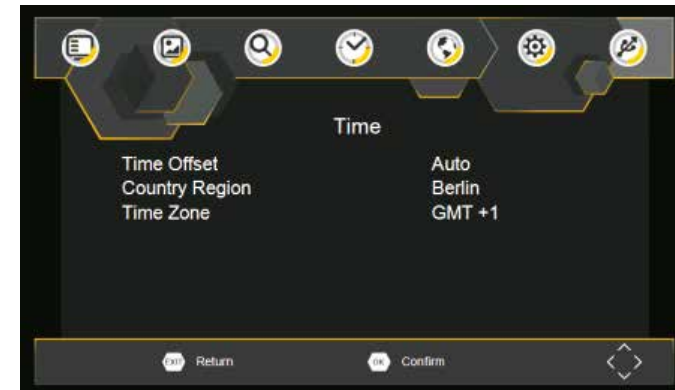 Time
Time Offset Auto
Country Region Berlin
Time Zone GMT +1
EXIT Return OK Confirm